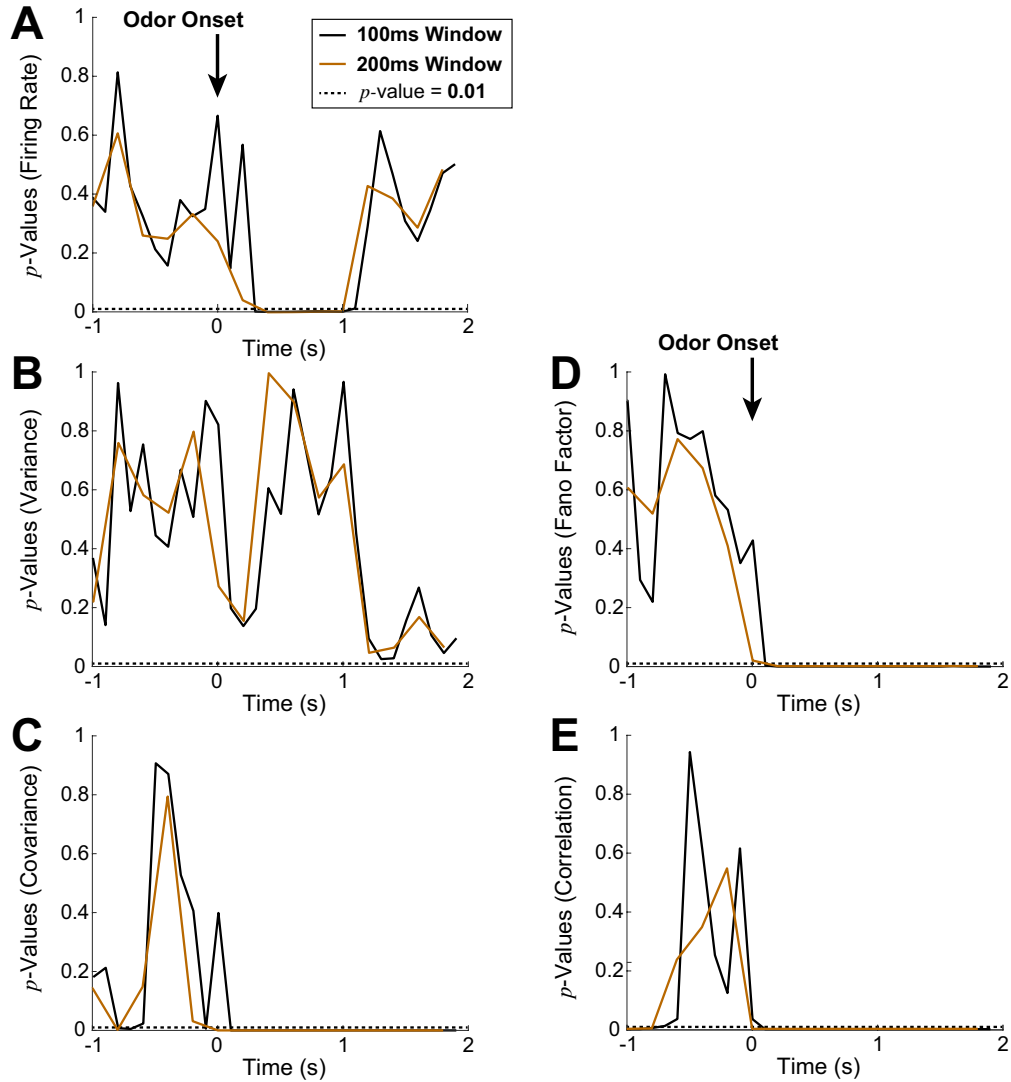 A
Odor Onset
100ms Window
200ms Window
p-value = 0.01
p-Values (Firing Rate)
1
0.8
0.6
0.4
0.2
0
-1
0
1
2
Time (s)
B
p-Values (Variance)
1
0.8
0.6
0.4
0.2
0
-1
0
1
2
Time (s)
D
Odor Onset
p-Values (Fano Factor)
1
0.8
0.6
0.4
0.2
0
-1
0
1
2
Time (s)
C
p-Values (Covariance)
1
0.8
0.6
0.4
0.2
0
-1
0
1
2
Time (s)
E
p-Values (Correlation)
1
0.8
0.6
0.4
0.2
0
-1
0
1
2
Time (s)